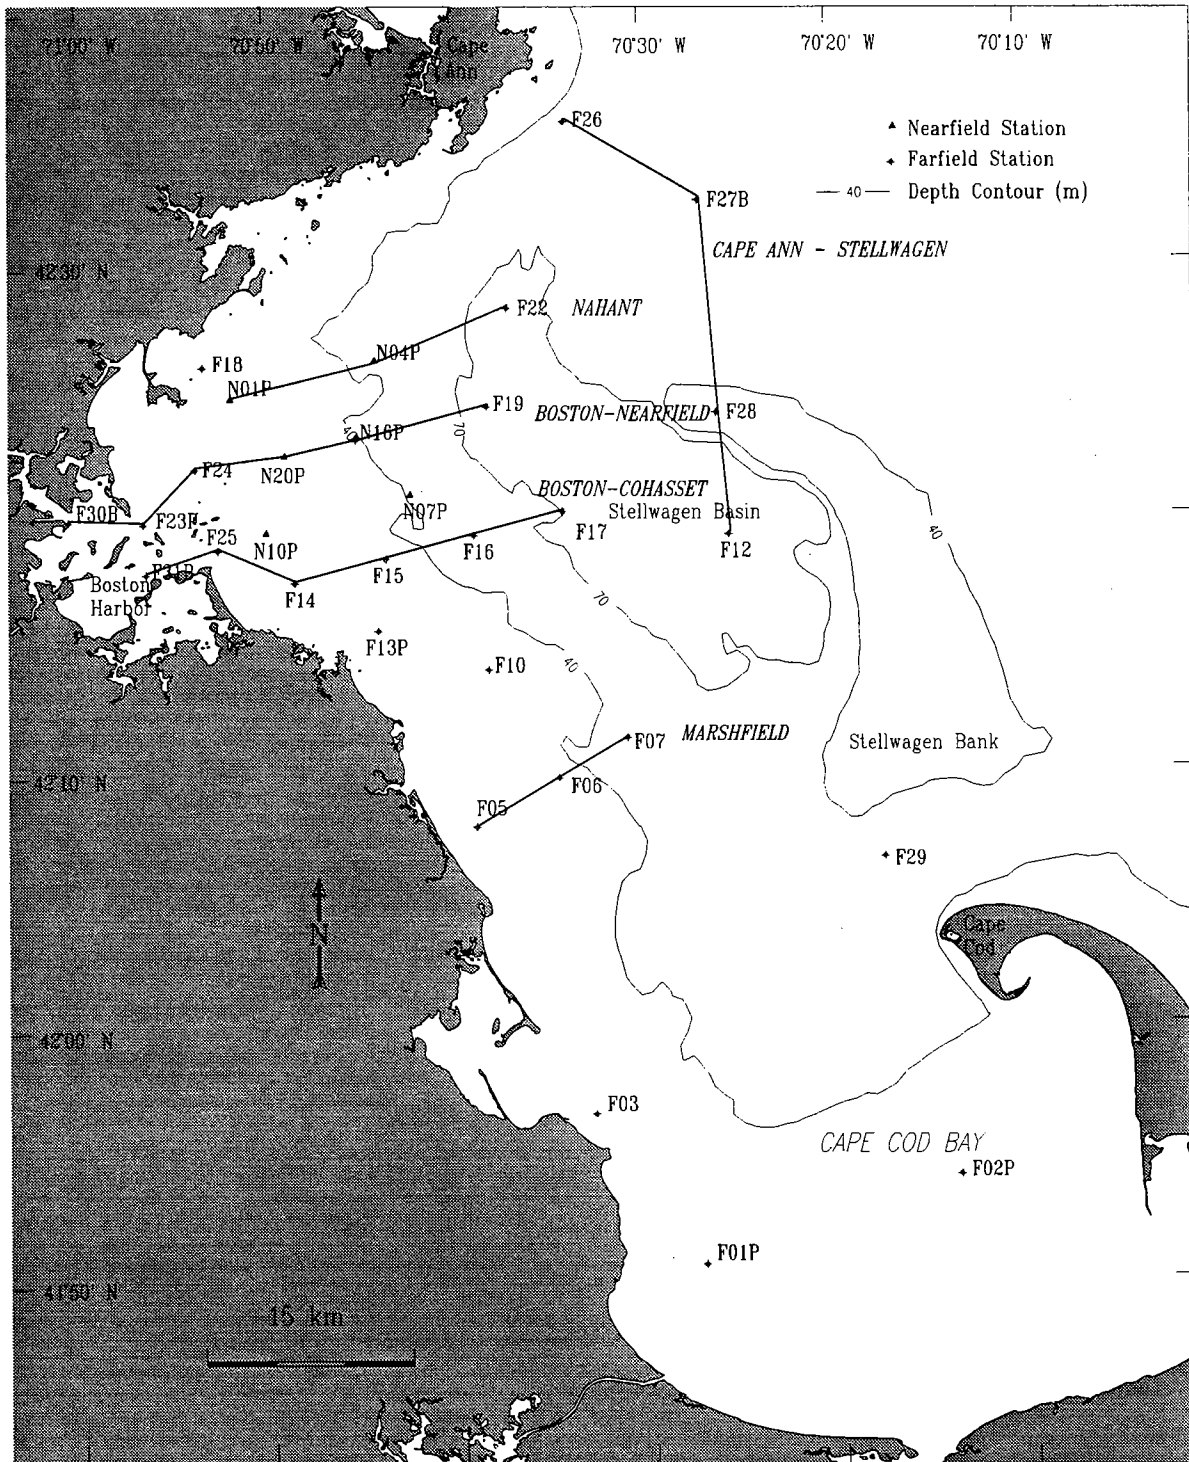 71°00' W
70°50' W
70°30' W
70°20' W
70°10' W
Cape
Ann
F26
Nearfield Station
Farfield Station
40 Depth Contour (m)
F27B
CAPE ANN - STELLWAGEN
42°30' N
F22 NAHANT
N04P
F18
N01P
F19
BOSTON-NEARFIELD
F28
70
40
N16P
F24
N20P
BOSTON-COHASSET
N07P
Stellwagen Basin
F30B
F23P
F17
F25
N10P
F16
F12
40
F31B
F15
Boston
Harbor
F14
70
F13P
F10
40
F07
MARSHFIELD
Stellwagen Bank
42°10' N
F06
F05
F29
N
Cape
Cod
42°00' N
F03
CAPE COD BAY
F02P
F01P
41°50' N
15 km